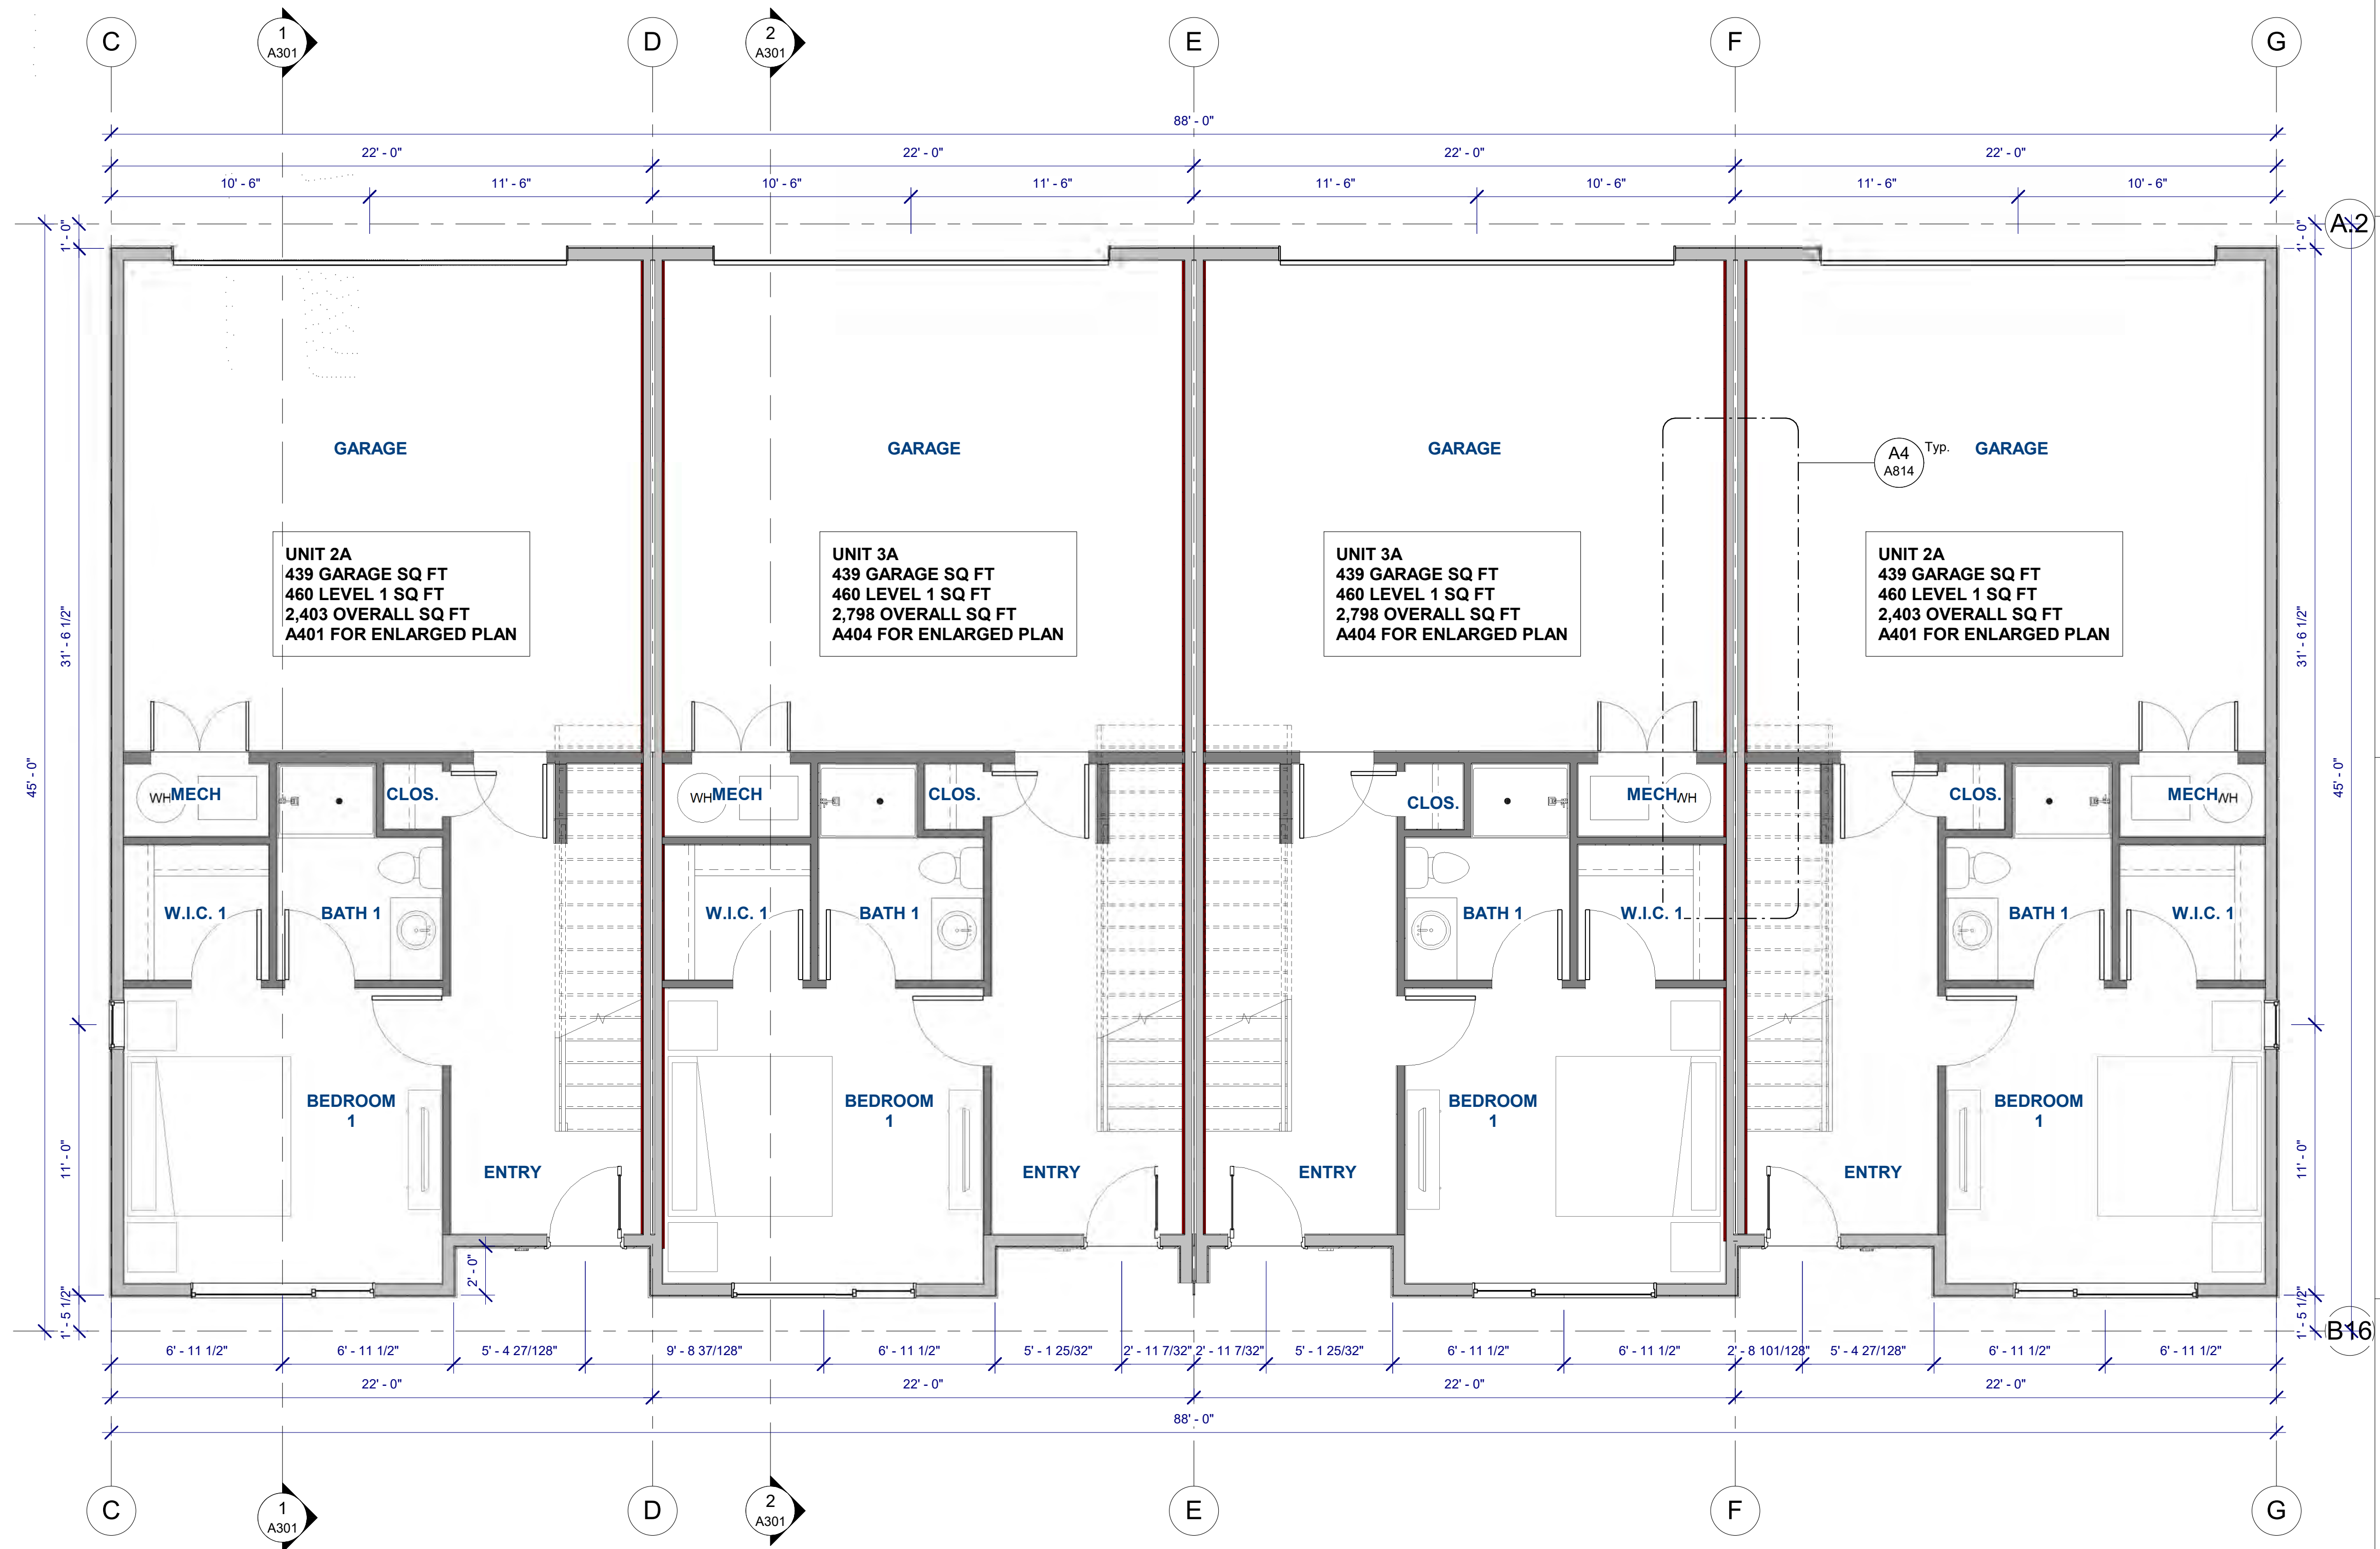 C
1
A301
D
2
A301
E
F
G
88' - 0"
22' - 0"
22' - 0"
22' - 0"
22' - 0"
10' - 6"
11' - 6"
10' - 6"
11' - 6"
11' - 6"
10' - 6"
11' - 6"
10' - 6"
1' - 0"
1' - 0"
A.2
GARAGE
GARAGE
GARAGE
GARAGE
A4
A814
Typ.
UNIT 2A
439 GARAGE SQ FT
460 LEVEL 1 SQ FT
2,403 OVERALL SQ FT
A401 FOR ENLARGED PLAN
UNIT 3A
439 GARAGE SQ FT
460 LEVEL 1 SQ FT
2,798 OVERALL SQ FT
A404 FOR ENLARGED PLAN
UNIT 3A
439 GARAGE SQ FT
460 LEVEL 1 SQ FT
2,798 OVERALL SQ FT
A404 FOR ENLARGED PLAN
UNIT 2A
439 GARAGE SQ FT
460 LEVEL 1 SQ FT
2,403 OVERALL SQ FT
A401 FOR ENLARGED PLAN
31' - 6 1/2"
31' - 6 1/2"
45' - 0"
45' - 0"
WH
MECH
CLOS.
WH
MECH
CLOS.
CLOS.
MECH
WH
CLOS.
MECH
WH
W.I.C. 1
BATH 1
W.I.C. 1
BATH 1
BATH 1
W.I.C. 1
BATH 1
W.I.C. 1
BEDROOM
1
BEDROOM
1
BEDROOM
1
BEDROOM
1
11' - 0"
11' - 0"
ENTRY
ENTRY
ENTRY
ENTRY
2' - 0"
1' - 5 1/2"
1' - 5 1/2"
B16
6' - 11 1/2"
6' - 11 1/2"
5' - 4 27/128"
9' - 8 37/128"
6' - 11 1/2"
5' - 1 25/32"
2' - 11 7/32"
2' - 11 7/32"
5' - 1 25/32"
6' - 11 1/2"
6' - 11 1/2"
2' - 8 101/128"
5' - 4 27/128"
6' - 11 1/2"
6' - 11 1/2"
22' - 0"
22' - 0"
22' - 0"
22' - 0"
88' - 0"
C
1
A301
D
2
A301
E
F
G